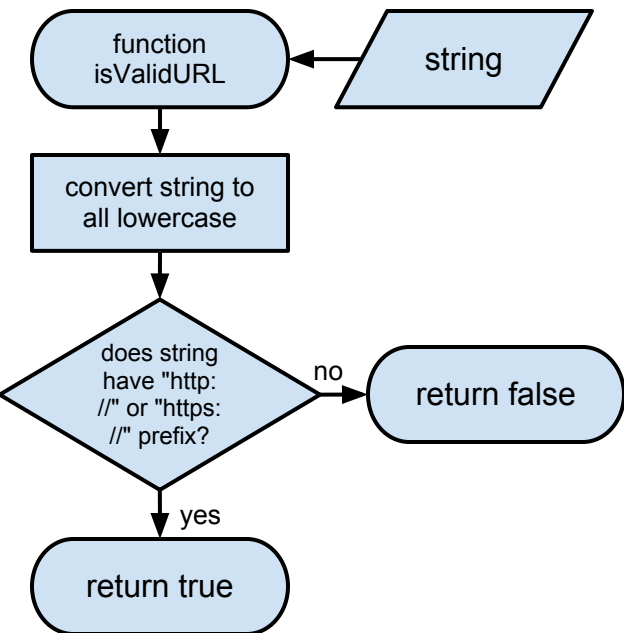 function
isValidURL
string
convert string to
all lowercase
does string
have "http:
//" or "https:
//" prefix?
no
return false
yes
return true